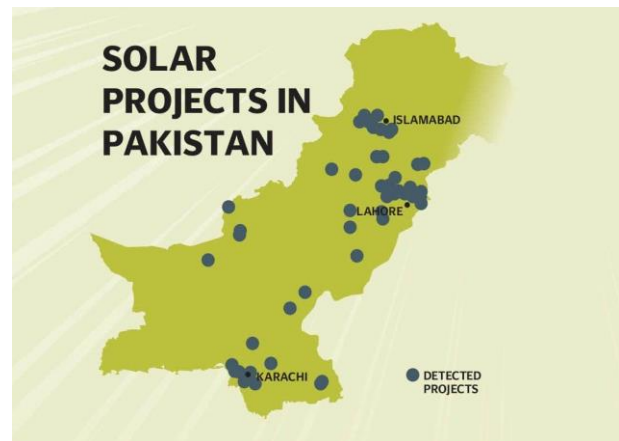 SOLAR
PROJECTS IN
PAKISTAN
ISLAMABAD
LAHORE
KARACHI
DETECTED
PROJECTS